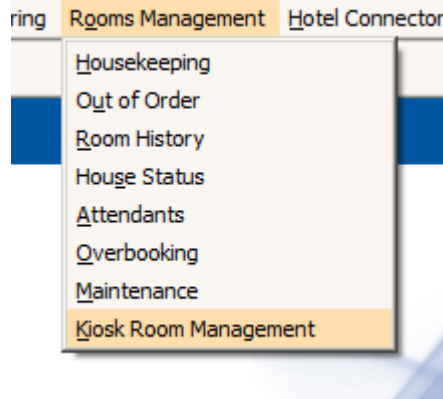 ring Rooms Management Hotel Connector
Housekeeping
Out of Order
Room History
House Status
Attendants
Overbooking
Maintenance
Kiosk Room Management